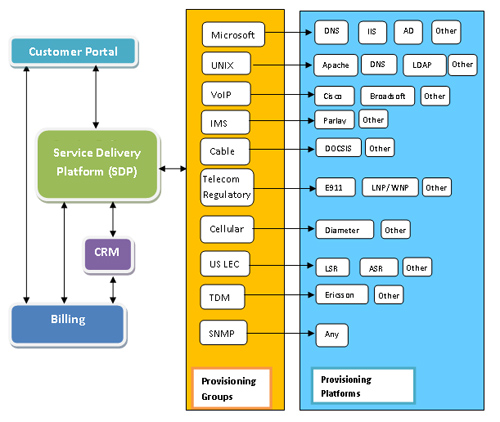 Customer Portal
Service Delivery
Platform (SDP)
CRM
Billing
Microsoft
DNS
IIS
AD
Other
UNIX
Apache
DNS
LDAP
Other
VoIP
Cisco
Broadsoft
Other
IMS
Parlay
Other
Cable
DOCSIS
Other
Telecom
Regulatory
E911
LNP/WNP
Other
Cellular
Diameter
Other
US LEC
LSR
ASR
Other
TDM
Ericsson
Other
SNMP
Any
Provisioning
Groups
Provisioning
Platforms